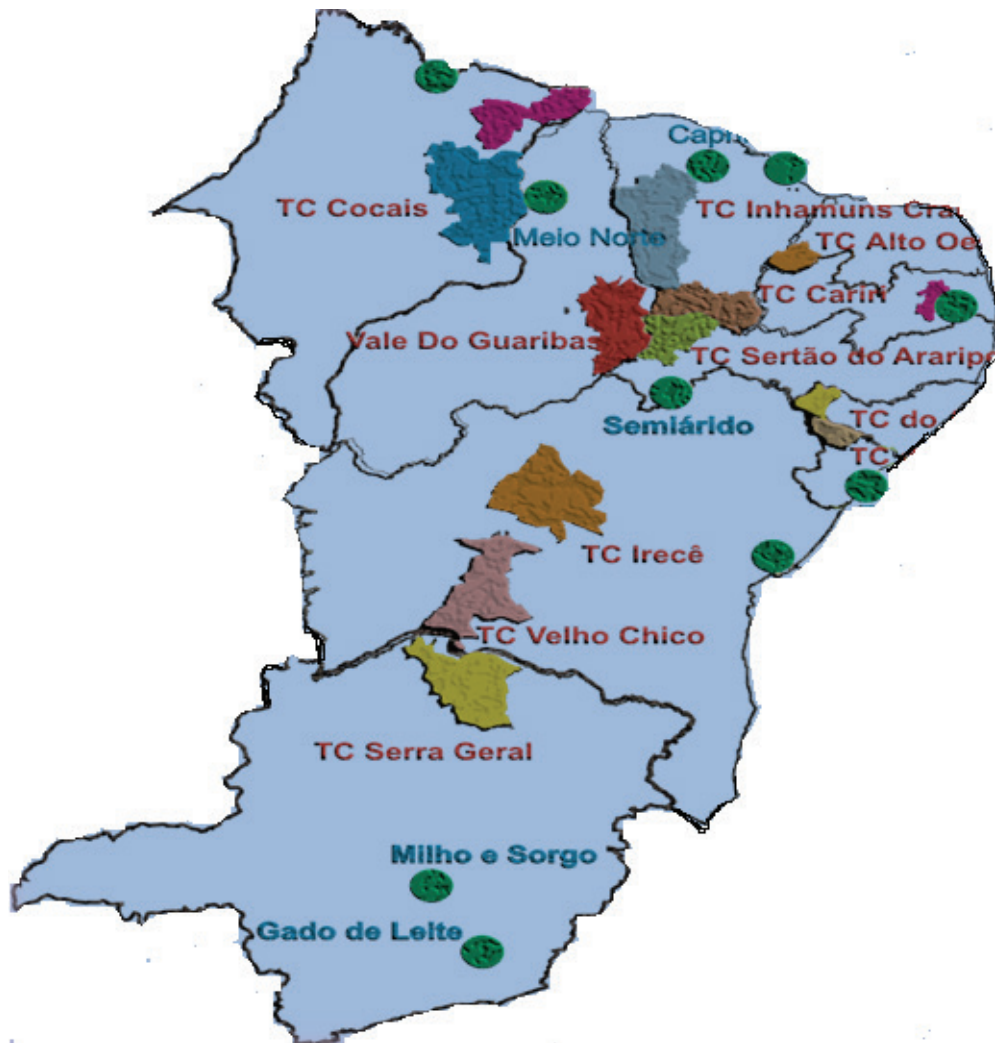 TC Cocais
Meio Norte
TC Inhamuns
TC Alto
TC Cariri
Vale Do Guaribas
TC Sertão do
Semiárido
TC do
TC
TC Irecê
TC Velho Chico
TC Serra Geral
Milho e Sorgo
Gado de Leite